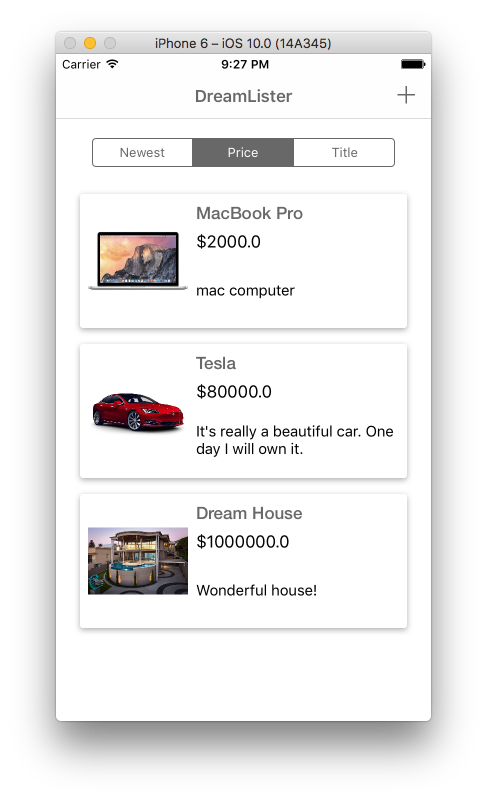 iPhone 6 – iOS 10.0 (14A345)
Carrier 9:27 PM
DreamLister
Newest Price Title
MacBook Pro
$2000.0
mac computer
Tesla
$80000.0
It's really a beautiful car. One
day I will own it.
Dream House
$1000000.0
Wonderful house!